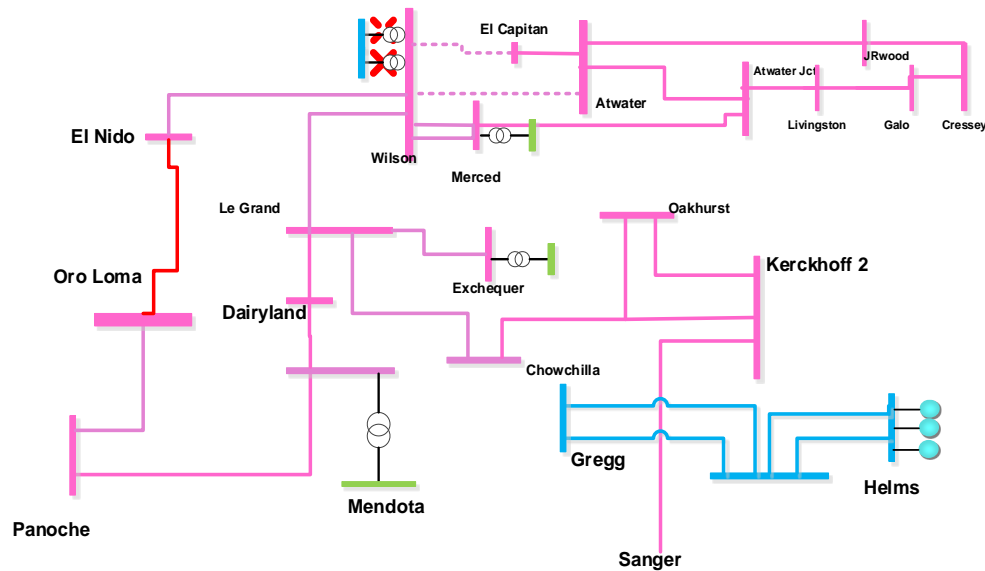 El Capitan
JRwood
Atwater Jct
Atwater
Livingston
Galo
Cressey
El Nido
Wilson
Merced
Le Grand
Oakhurst
Kerckhoff 2
Oro Loma
Exchequer
Dairyland
Chowchilla
Gregg
Helms
Mendota
Panoche
Sanger